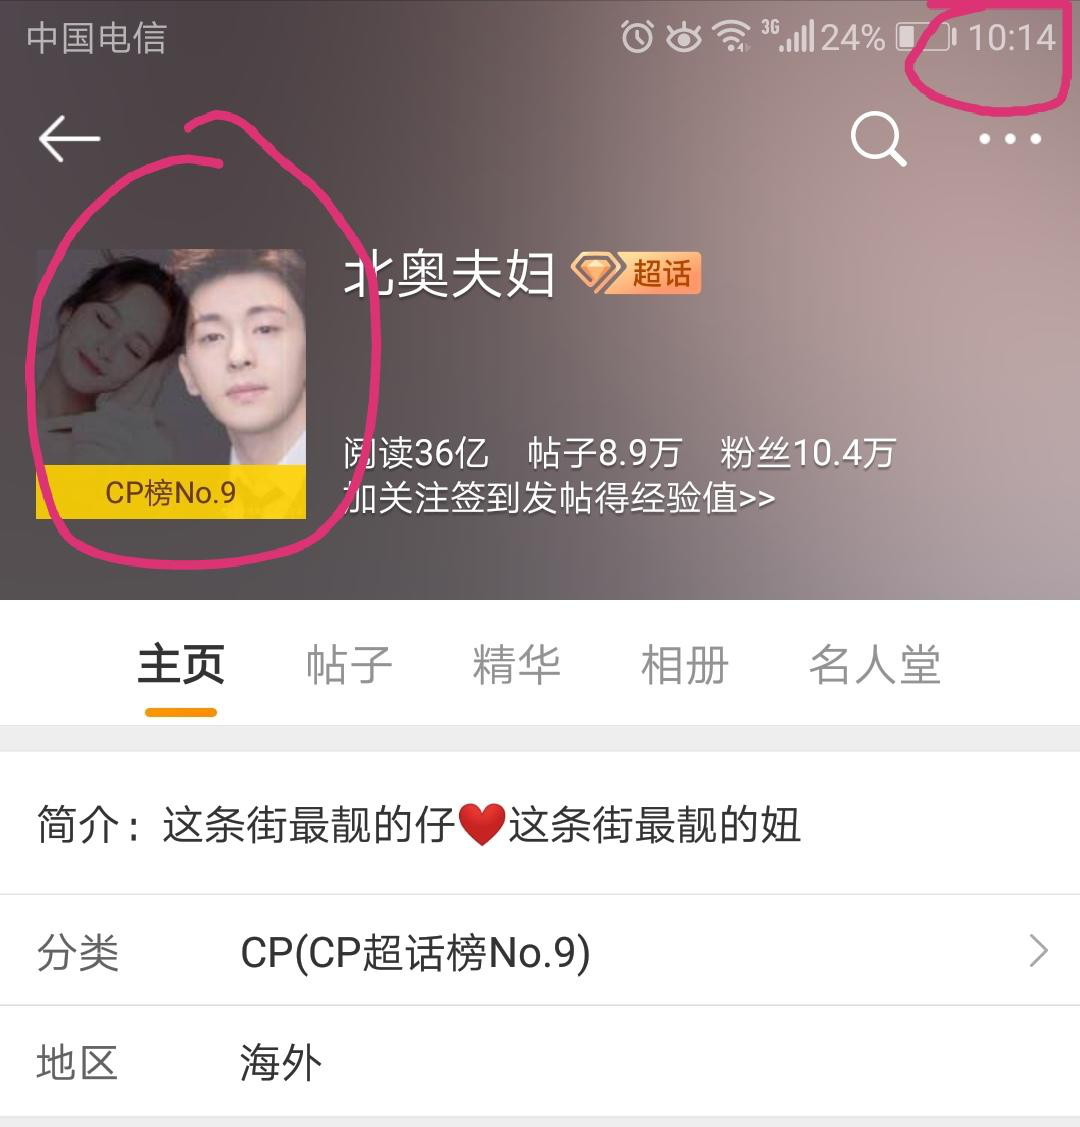 中国电信 3G 24% 10:14
北奥夫妇 超话
CP榜No.9
阅读36亿 帖子8.9万 粉丝10.4万
加关注签到发帖得经验值>>
主页 帖子 精华 相册 名人堂
简介：这条街最靓的仔❤️这条街最靓的妞
分类 CP(CP超话榜No.9)
地区 海外